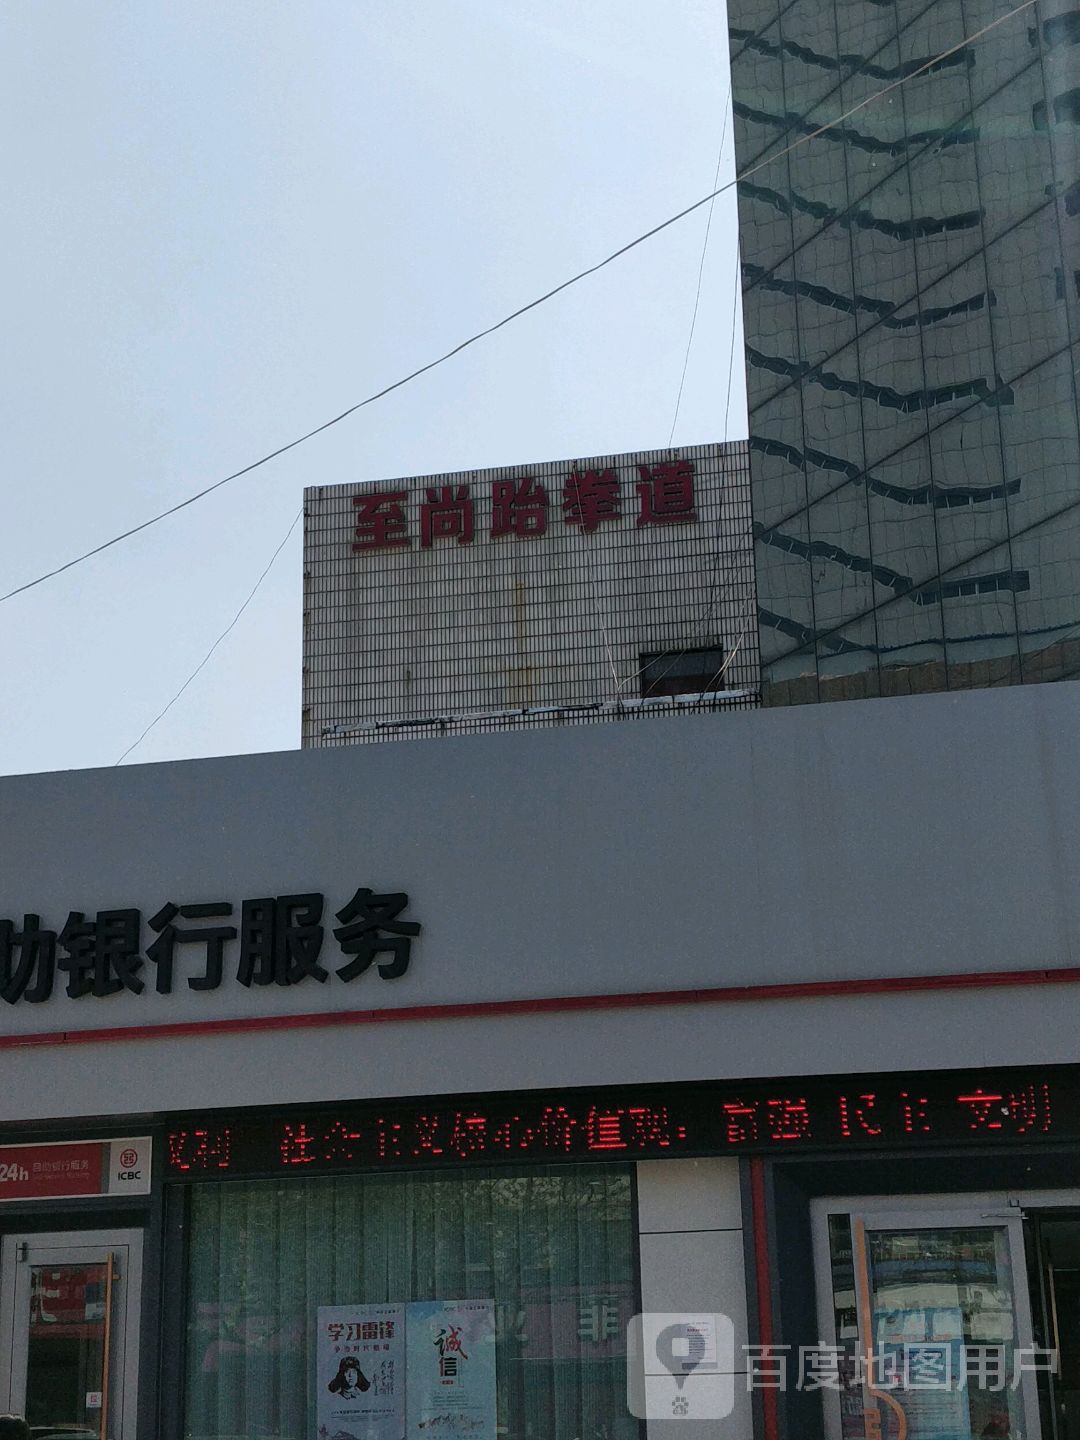 至尚跆拳道
助银行服务
社会主义核心价值观：富强 民主 文明
24h 自助银行服务
ICBC
学习雷锋
诚信
百度地图用户